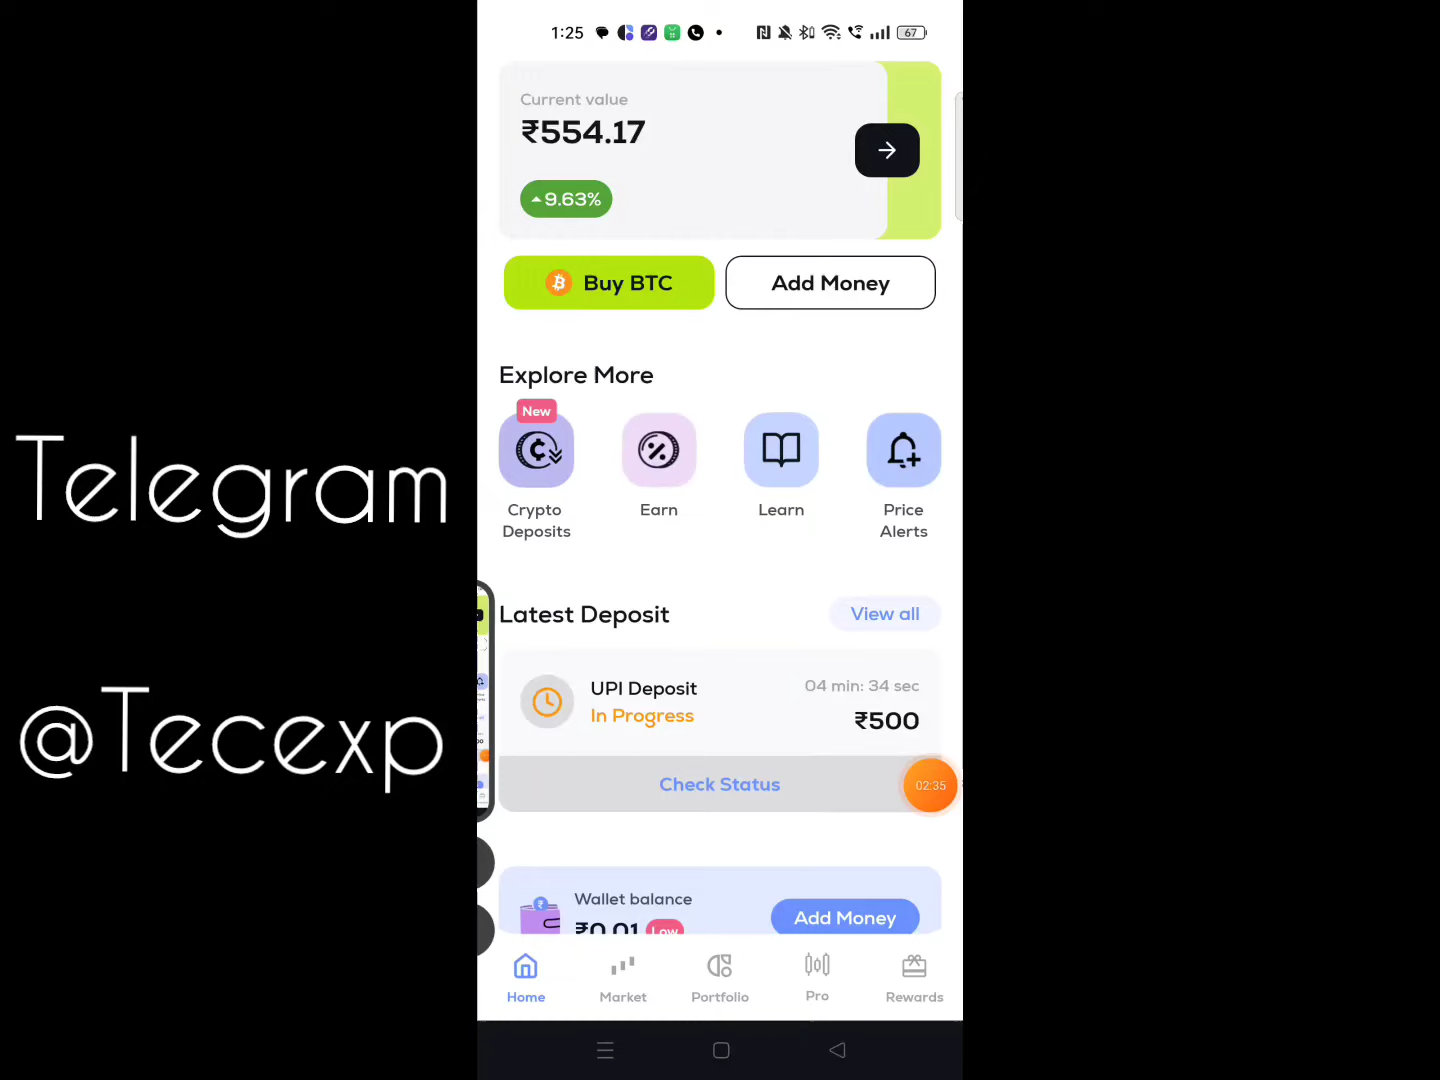 1:25
67
Current value
₹554.17
9.63%
Buy BTC
Add Money
Explore More
New
Crypto Deposits
Earn
Learn
Price Alerts
Telegram
@Tecexp
Latest Deposit
View all
UPI Deposit
04 min: 34 sec
In Progress
₹500
Check Status
02:35
Wallet balance
₹0.01
Low
Add Money
Home
Market
Portfolio
Pro
Rewards